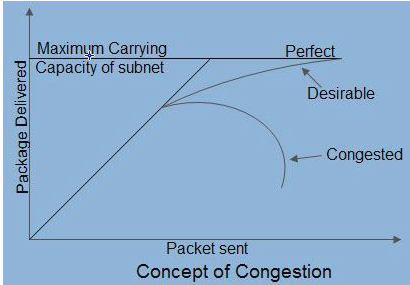 Maximum Carrying
Capacity of subnet
Perfect
Desirable
Congested
Package Delivered
Packet sent
Concept of Congestion